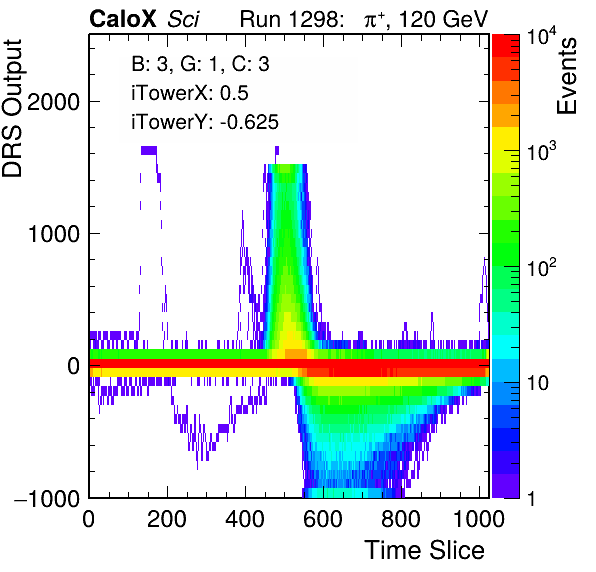 CaloX Sci Run 1298: π⁺, 120 GeV
B: 3, G: 1, C: 3
iTowerX: 0.5
iTowerY: -0.625
DRS Output
2000
1000
0
−1000
0 200 400 600 800 1000
Time Slice
Events
10⁴
10³
10²
10
1